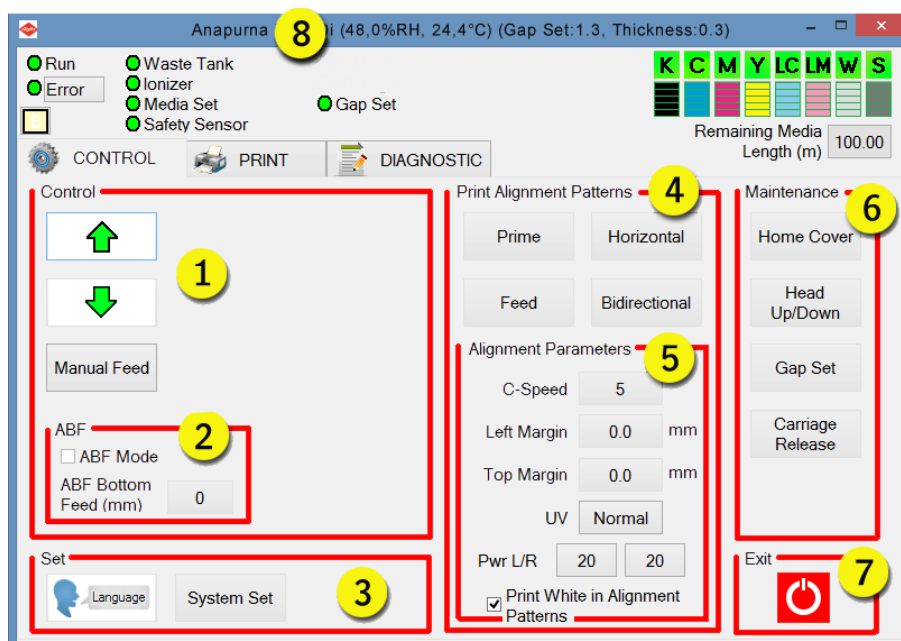 Anapurna 8 i (48,0%RH, 24,4°C) (Gap Set:1.3, Thickness:0.3)
Run
Waste Tank
K C M Y LC LM W S
Error
Ionizer
Media Set
Gap Set
Safety Sensor
Remaining Media
Length (m) 100.00
CONTROL PRINT DIAGNOSTIC
Control
1
Manual Feed
ABF
2
ABF Mode
ABF Bottom
Feed (mm) 0
Set
Language
System Set
3
Print Alignment Patterns
4
Prime Horizontal
Feed Bidirectional
Alignment Parameters
5
C-Speed 5
Left Margin 0.0 mm
Top Margin 0.0 mm
UV Normal
Pwr L/R 20 20
Print White in Alignment
Patterns
Maintenance
6
Home Cover
Head
Up/Down
Gap Set
Carriage
Release
Exit
7